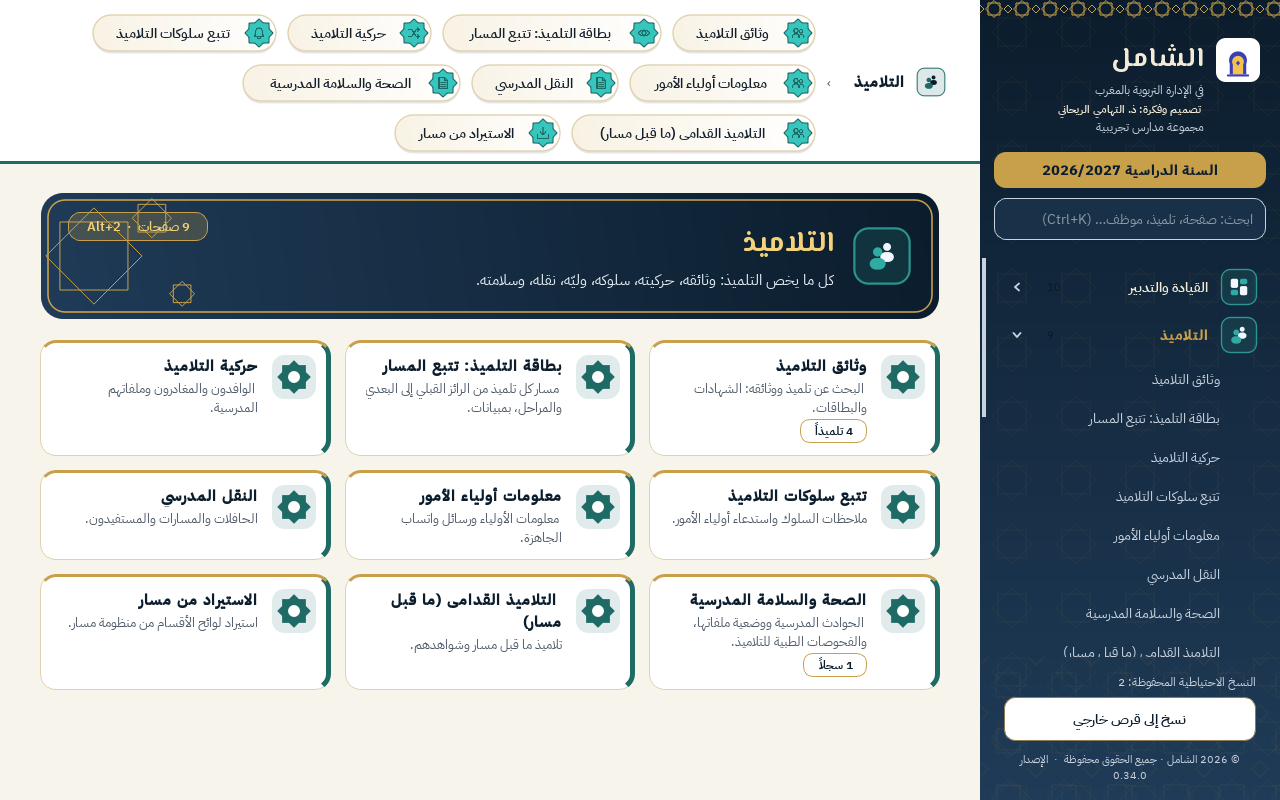 الشامل
في الإدارة التربوية بالمغرب
تصميم وفكرة: ذ. التهامي الريحاني
مجموعة مدارس تجريبية
السنة الدراسية 2026/2027
ابحث: صفحة، تلميذ، موظف... (Ctrl+K)
القيادة والتدبير 10
التلاميذ 9
وثائق التلاميذ
بطاقة التلميذ: تتبع المسار
حركية التلاميذ
تتبع سلوكات التلاميذ
معلومات أولياء الأمور
النقل المدرسي
الصحة والسلامة المدرسية
التلاميذ القدامى (ما قبل مسار)
النسخ الاحتياطية المحفوظة: 2
نسخ إلى قرص خارجي
© 2026 الشامل · جميع الحقوق محفوظة · الإصدار
0.34.0
التلاميذ ›
وثائق التلاميذ
بطاقة التلميذ: تتبع المسار
حركية التلاميذ
تتبع سلوكات التلاميذ
معلومات أولياء الأمور
النقل المدرسي
الصحة والسلامة المدرسية
التلاميذ القدامى (ما قبل مسار)
الاستيراد من مسار
التلاميذ
كل ما يخص التلميذ: وثائقه، حركيته، سلوكه، وليّه، نقله، وسلامته.
9 صفحات · Alt+2
وثائق التلاميذ
البحث عن تلميذ ووثائقه: الشهادات
والبطاقات.
4 تلميذاً
بطاقة التلميذ: تتبع المسار
مسار كل تلميذ من الرائز القبلي إلى البعدي
والمراحل، بمبيانات.
حركية التلاميذ
الوافدون والمغادرون وملفاتهم
المدرسية.
تتبع سلوكات التلاميذ
ملاحظات السلوك واستدعاء أولياء الأمور.
معلومات أولياء الأمور
معلومات الأولياء ورسائل واتساب
الجاهزة.
النقل المدرسي
الحافلات والمسارات والمستفيدون.
الصحة والسلامة المدرسية
الحوادث المدرسية ووضعية ملفاتها،
والفحوصات الطبية للتلاميذ.
1 سجلاً
التلاميذ القدامى (ما قبل
مسار)
تلاميذ ما قبل مسار وشواهدهم.
الاستيراد من مسار
استيراد لوائح الأقسام من منظومة مسار.